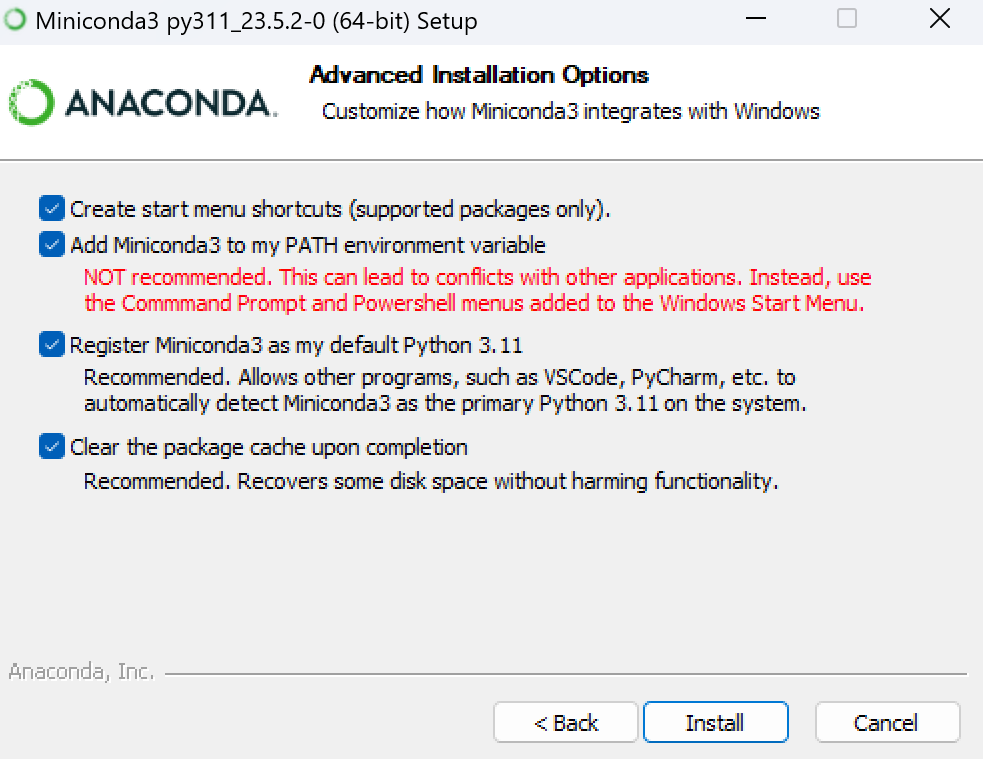 Miniconda3 py311_23.5.2-0 (64-bit) Setup
ANACONDA.
Advanced Installation Options
Customize how Miniconda3 integrates with Windows
Create start menu shortcuts (supported packages only).
Add Miniconda3 to my PATH environment variable
NOT recommended. This can lead to conflicts with other applications. Instead, use
the Commmand Prompt and Powershell menus added to the Windows Start Menu.
Register Miniconda3 as my default Python 3.11
Recommended. Allows other programs, such as VSCode, PyCharm, etc. to
automatically detect Miniconda3 as the primary Python 3.11 on the system.
Clear the package cache upon completion
Recommended. Recovers some disk space without harming functionality.
Anaconda, Inc.
< Back
Install
Cancel